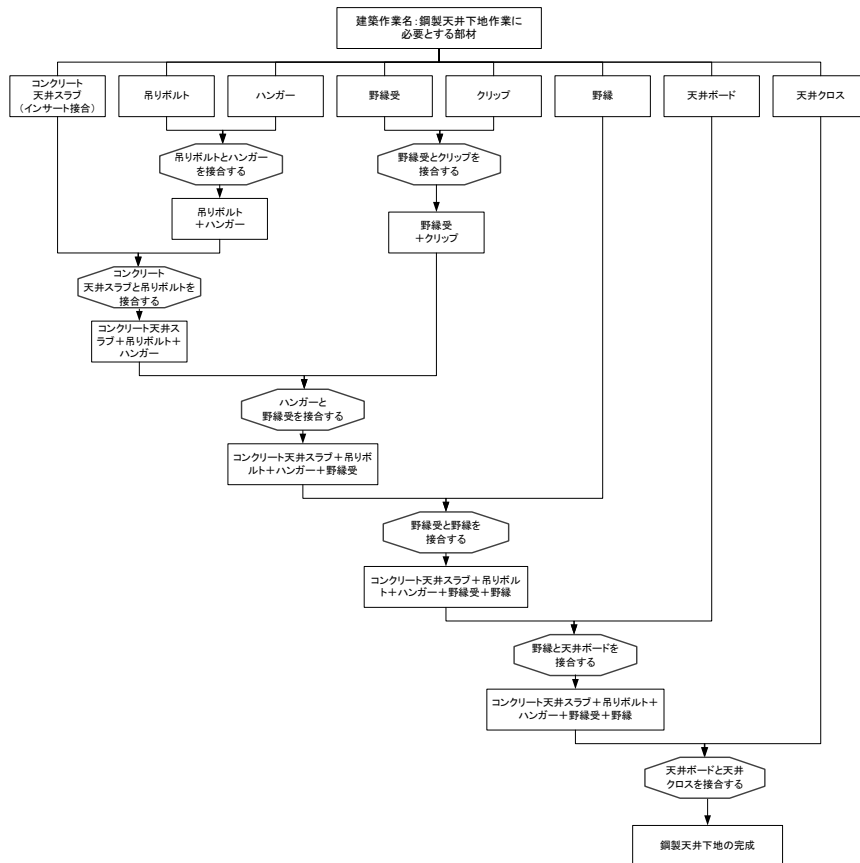 建築作業名：鋼製天井下地作業に
必要とする部材
コンクリート
天井スラブ
（インサート接合）
吊りボルト
ハンガー
野縁受
クリップ
野縁
天井ボード
天井クロス
吊りボルトとハンガー
を接合する
野縁受とクリップを
接合する
吊りボルト
＋ハンガー
野縁受
＋クリップ
コンクリート
天井スラブと吊りボルトを
接合する
コンクリート天井ス
ラブ＋吊りボルト＋
ハンガー
ハンガーと
野縁受を接合する
コンクリート天井スラブ＋吊りボ
ルト＋ハンガー＋野縁受
野縁受と野縁を
接合する
コンクリート天井スラブ＋吊りボル
ト＋ハンガー＋野縁受＋野縁
野縁と天井ボードを
接合する
コンクリート天井スラブ＋吊りボルト＋
ハンガー＋野縁受＋野縁
天井ボードと天井
クロスを接合する
鋼製天井下地の完成